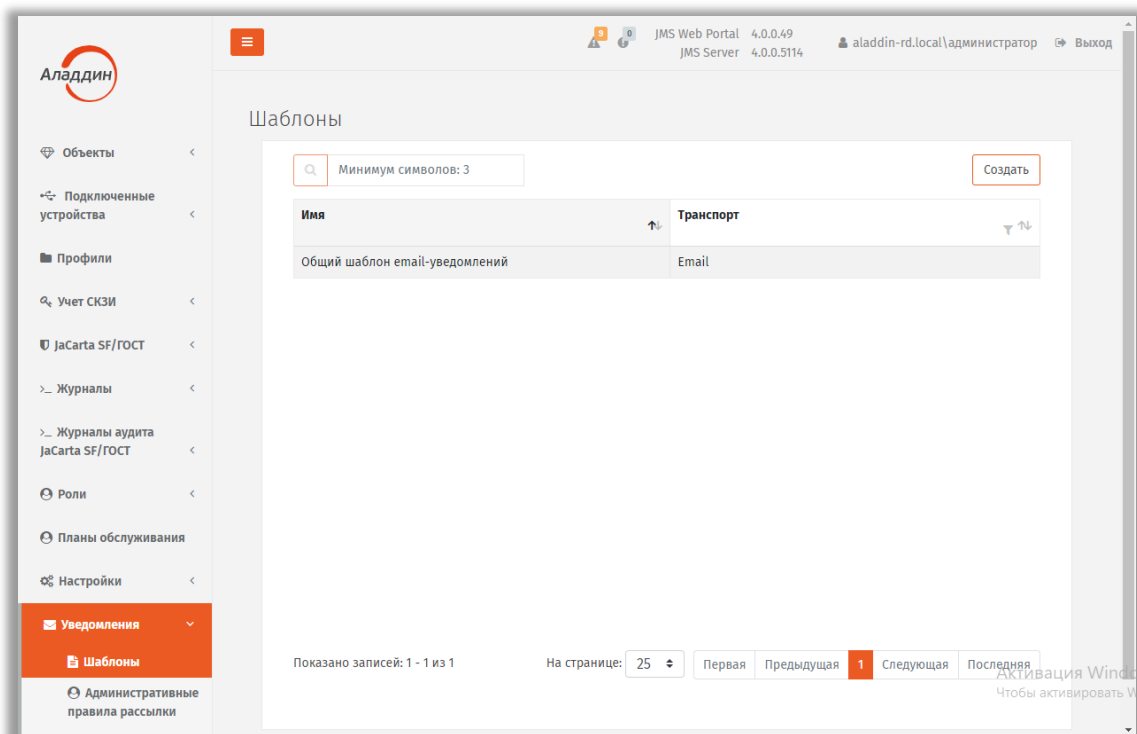 Аладдин
9
0
JMS Web Portal 4.0.0.49
JMS Server 4.0.0.5114
aladdin-rd.local\администратор
Выход
Шаблоны
Объекты
Подключенные
устройства
Профили
Учет СКЗИ
JaCarta SF/ГОСТ
Журналы
Журналы аудита
JaCarta SF/ГОСТ
Роли
Планы обслуживания
Настройки
Уведомления
Шаблоны
Административные
правила рассылки
Минимум символов: 3
Создать
Имя
Транспорт
Общий шаблон email-уведомлений
Email
Показано записей: 1 - 1 из 1
На странице: 25
Первая
Предыдущая
1
Следующая
Последняя
Активация Windo
Чтобы активировать W